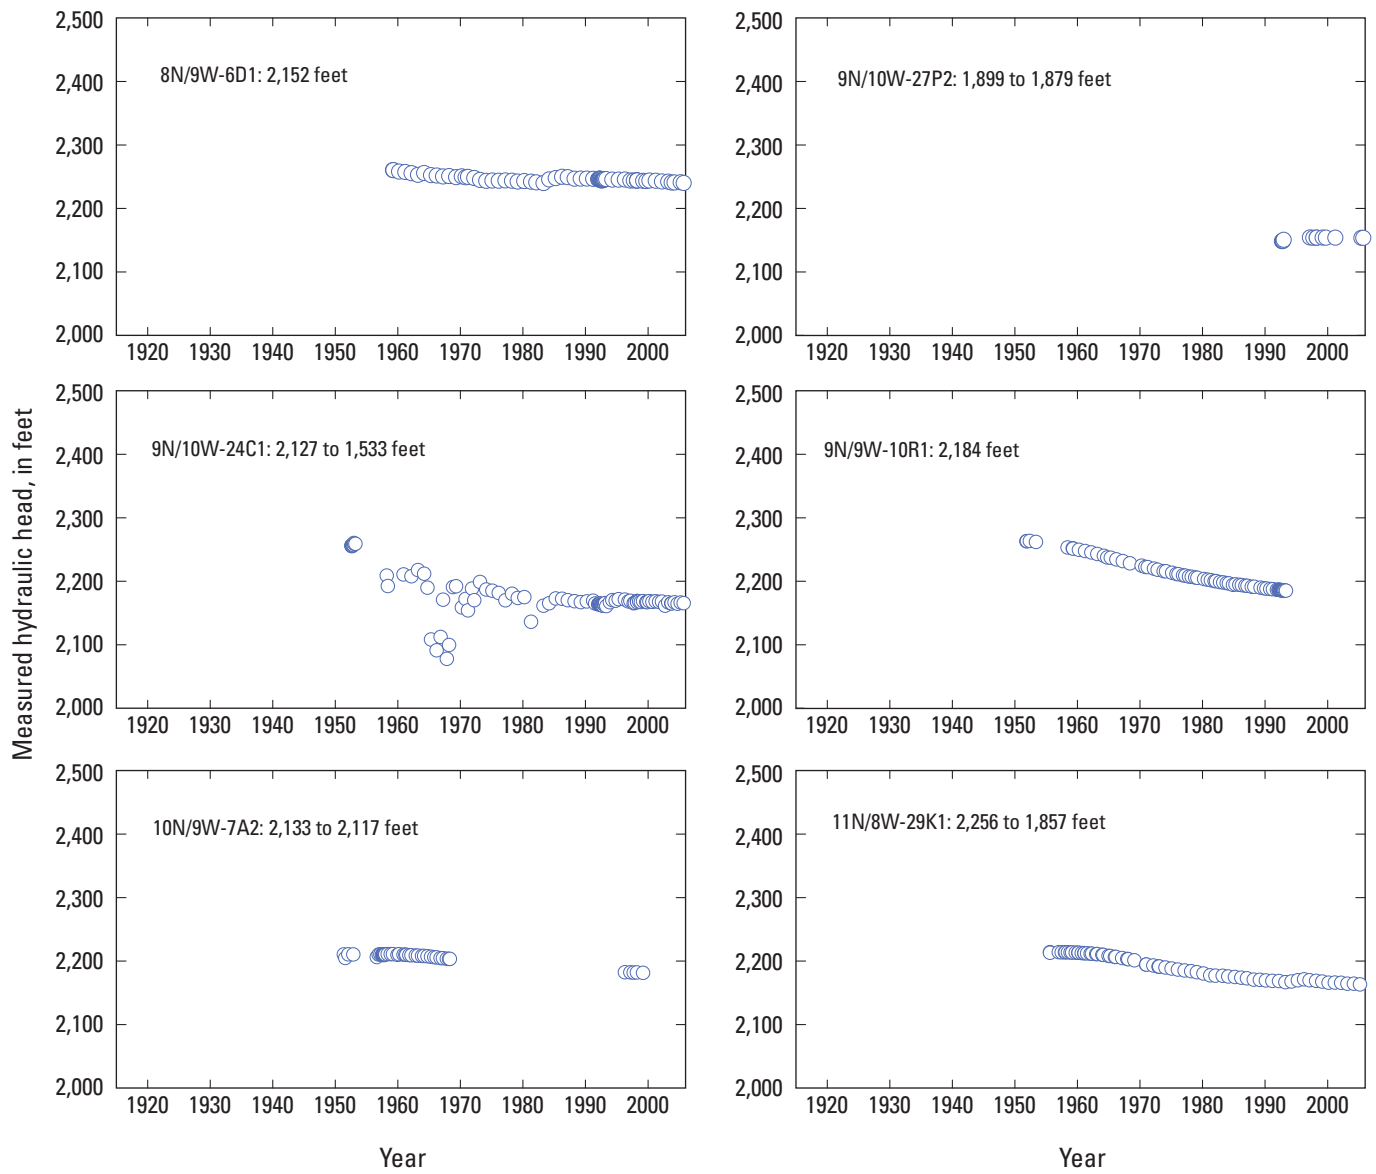 Measured hydraulic head, in feet
8N/9W-6D1: 2,152 feet
2,500
2,400
2,300
2,200
2,100
2,000
1920 1930 1940 1950 1960 1970 1980 1990 2000
9N/10W-27P2: 1,899 to 1,879 feet
2,500
2,400
2,300
2,200
2,100
2,000
1920 1930 1940 1950 1960 1970 1980 1990 2000
9N/10W-24C1: 2,127 to 1,533 feet
2,500
2,400
2,300
2,200
2,100
2,000
1920 1930 1940 1950 1960 1970 1980 1990 2000
9N/9W-10R1: 2,184 feet
2,500
2,400
2,300
2,200
2,100
2,000
1920 1930 1940 1950 1960 1970 1980 1990 2000
10N/9W-7A2: 2,133 to 2,117 feet
2,500
2,400
2,300
2,200
2,100
2,000
1920 1930 1940 1950 1960 1970 1980 1990 2000
Year
11N/8W-29K1: 2,256 to 1,857 feet
2,500
2,400
2,300
2,200
2,100
2,000
1920 1930 1940 1950 1960 1970 1980 1990 2000
Year